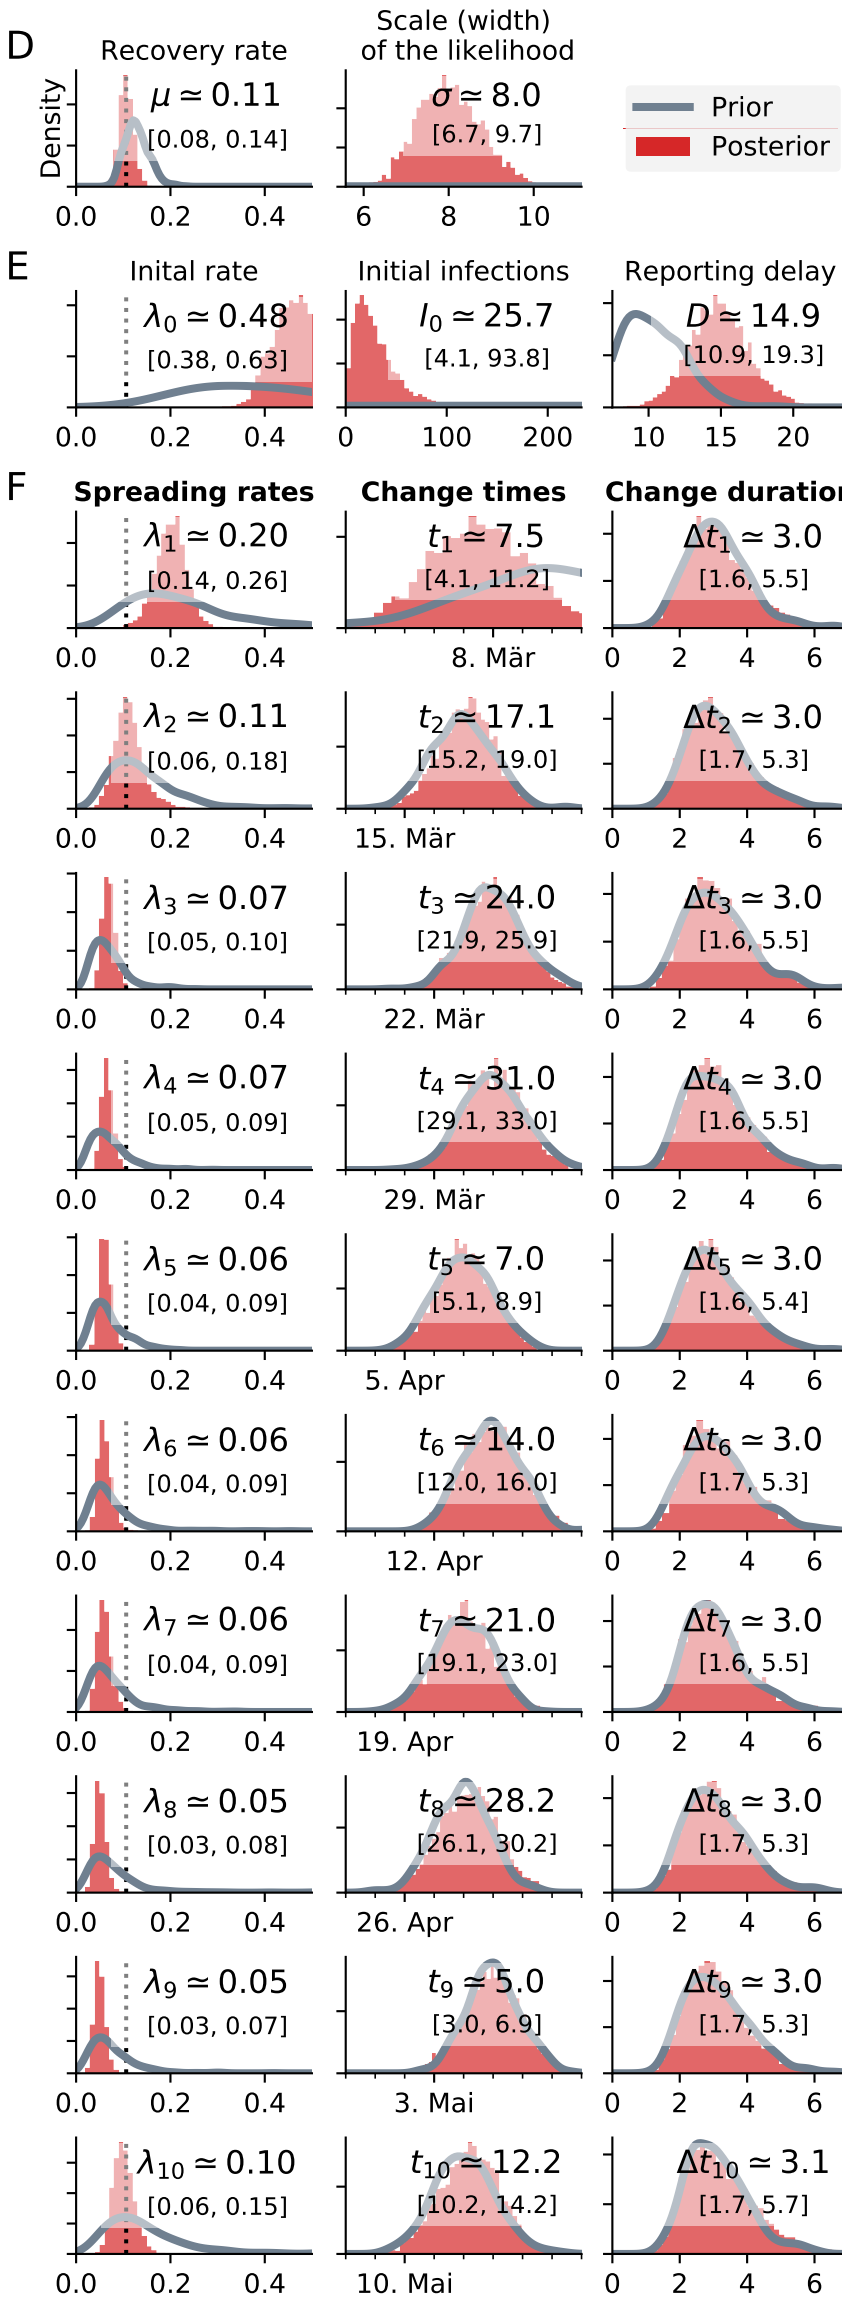 D
Recovery rate
Scale (width)
of the likelihood
Density
μ ≃ 0.11
[0.08, 0.14]
0.0 0.2 0.4
σ ≃ 8.0
[6.7, 9.7]
6 8 10
Prior
Posterior
E
Inital rate
λ0 ≃ 0.48
[0.38, 0.63]
0.0 0.2 0.4
Initial infections
I0 ≃ 25.7
[4.1, 93.8]
0 100 200
Reporting delay
D ≃ 14.9
[10.9, 19.3]
10 15 20
F
Spreading rates
Change times
Change duration
λ1 ≃ 0.20
[0.14, 0.26]
0.0 0.2 0.4
t1 ≃ 7.5
[4.1, 11.2]
8. Mär
Δt1 ≃ 3.0
[1.6, 5.5]
0 2 4 6
λ2 ≃ 0.11
[0.06, 0.18]
0.0 0.2 0.4
t2 ≃ 17.1
[15.2, 19.0]
15. Mär
Δt2 ≃ 3.0
[1.7, 5.3]
0 2 4 6
λ3 ≃ 0.07
[0.05, 0.10]
0.0 0.2 0.4
t3 ≃ 24.0
[21.9, 25.9]
22. Mär
Δt3 ≃ 3.0
[1.6, 5.5]
0 2 4 6
λ4 ≃ 0.07
[0.05, 0.09]
0.0 0.2 0.4
t4 ≃ 31.0
[29.1, 33.0]
29. Mär
Δt4 ≃ 3.0
[1.6, 5.5]
0 2 4 6
λ5 ≃ 0.06
[0.04, 0.09]
0.0 0.2 0.4
t5 ≃ 7.0
[5.1, 8.9]
5. Apr
Δt5 ≃ 3.0
[1.6, 5.4]
0 2 4 6
λ6 ≃ 0.06
[0.04, 0.09]
0.0 0.2 0.4
t6 ≃ 14.0
[12.0, 16.0]
12. Apr
Δt6 ≃ 3.0
[1.7, 5.3]
0 2 4 6
λ7 ≃ 0.06
[0.04, 0.09]
0.0 0.2 0.4
t7 ≃ 21.0
[19.1, 23.0]
19. Apr
Δt7 ≃ 3.0
[1.6, 5.5]
0 2 4 6
λ8 ≃ 0.05
[0.03, 0.08]
0.0 0.2 0.4
t8 ≃ 28.2
[26.1, 30.2]
26. Apr
Δt8 ≃ 3.0
[1.7, 5.3]
0 2 4 6
λ9 ≃ 0.05
[0.03, 0.07]
0.0 0.2 0.4
t9 ≃ 5.0
[3.0, 6.9]
3. Mai
Δt9 ≃ 3.0
[1.7, 5.3]
0 2 4 6
λ10 ≃ 0.10
[0.06, 0.15]
0.0 0.2 0.4
t10 ≃ 12.2
[10.2, 14.2]
10. Mai
Δt10 ≃ 3.1
[1.7, 5.7]
0 2 4 6